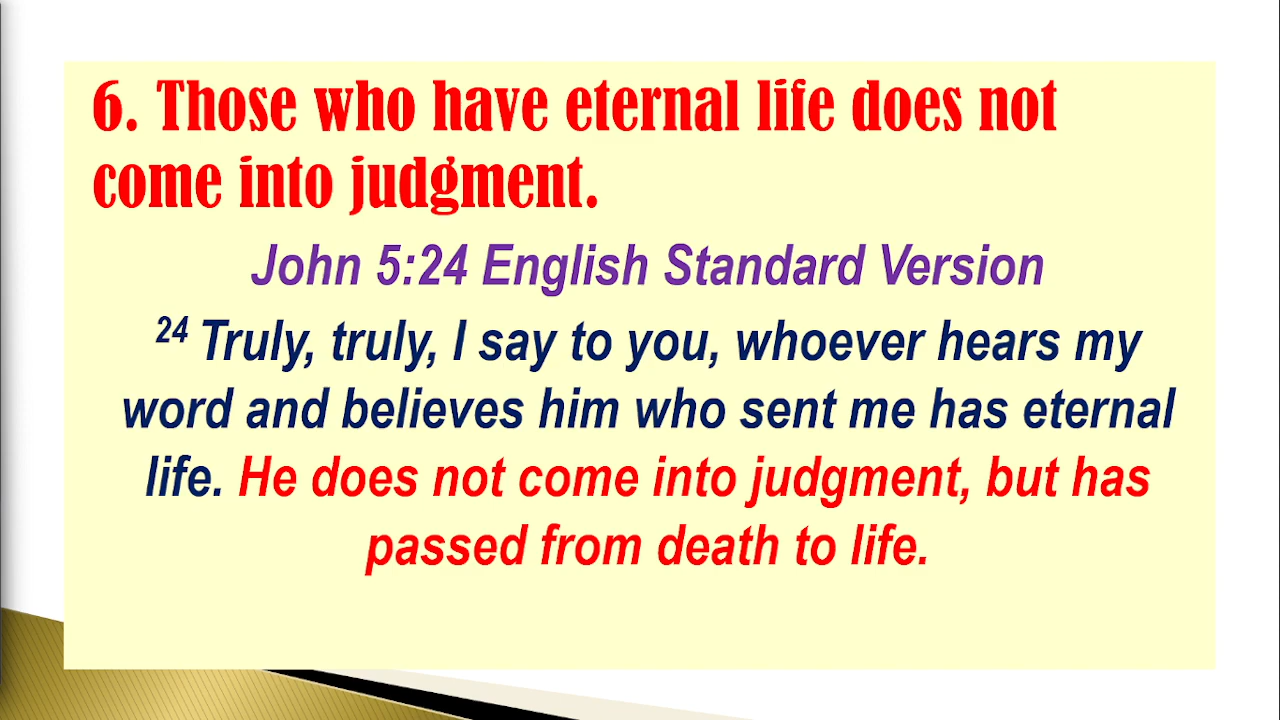 6. Those who have eternal life does not
come into judgment.
John 5:24 English Standard Version
24 Truly, truly, I say to you, whoever hears my
word and believes him who sent me has eternal
life. He does not come into judgment, but has
passed from death to life.